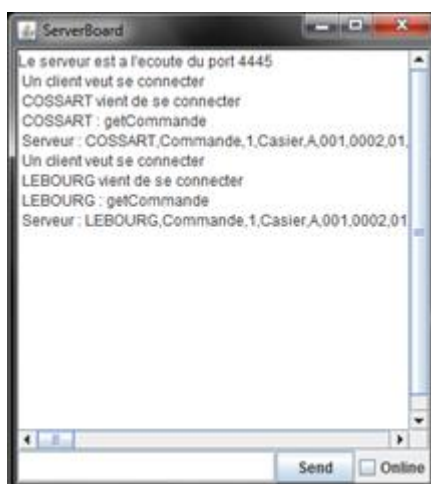 ServerBoard
Le serveur est a l'ecoute du port 4445
Un client veut se connecter
COSSART vient de se connecter
COSSART : getCommande
Serveur : COSSART,Commande,1,Casier,A,001,0002,01,
Un client veut se connecter
LEBOURG vient de se connecter
LEBOURG : getCommande
Serveur : LEBOURG,Commande,1,Casier,A,001,0002,01
Send
Online